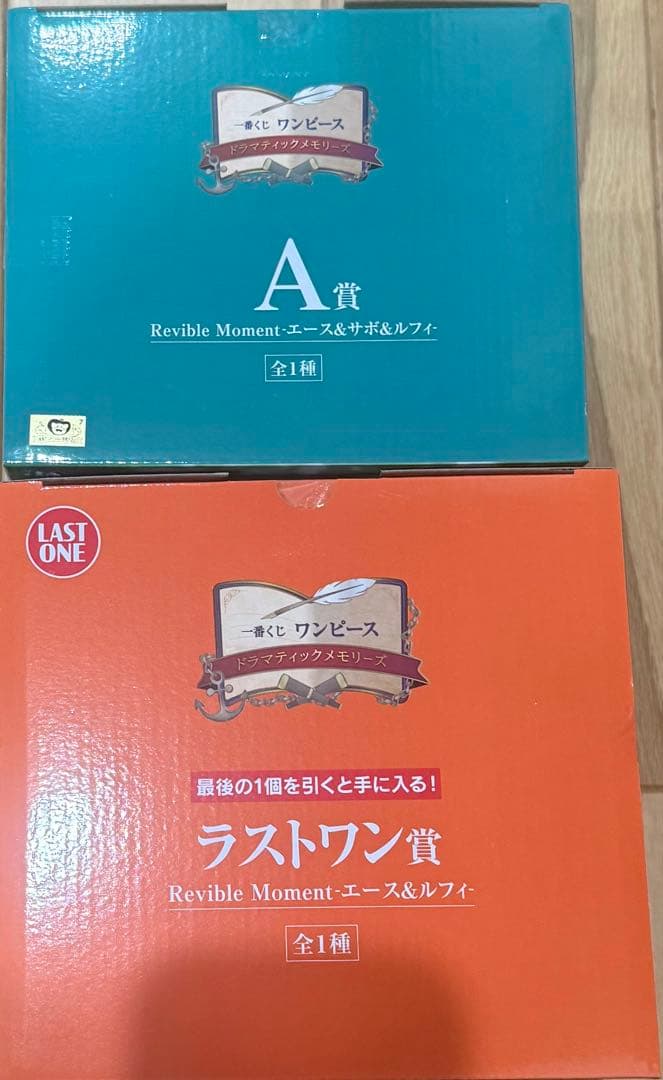 一番くじ ワンピース
ドラマティックメモリーズ
A賞
Revible Moment-エース&サボ&ルフィ-
全1種
LAST
ONE
一番くじ ワンピース
ドラマティックメモリーズ
最後の1個を引くと手に入る!
ラストワン賞
Revible Moment-エース&ルフィ-
全1種